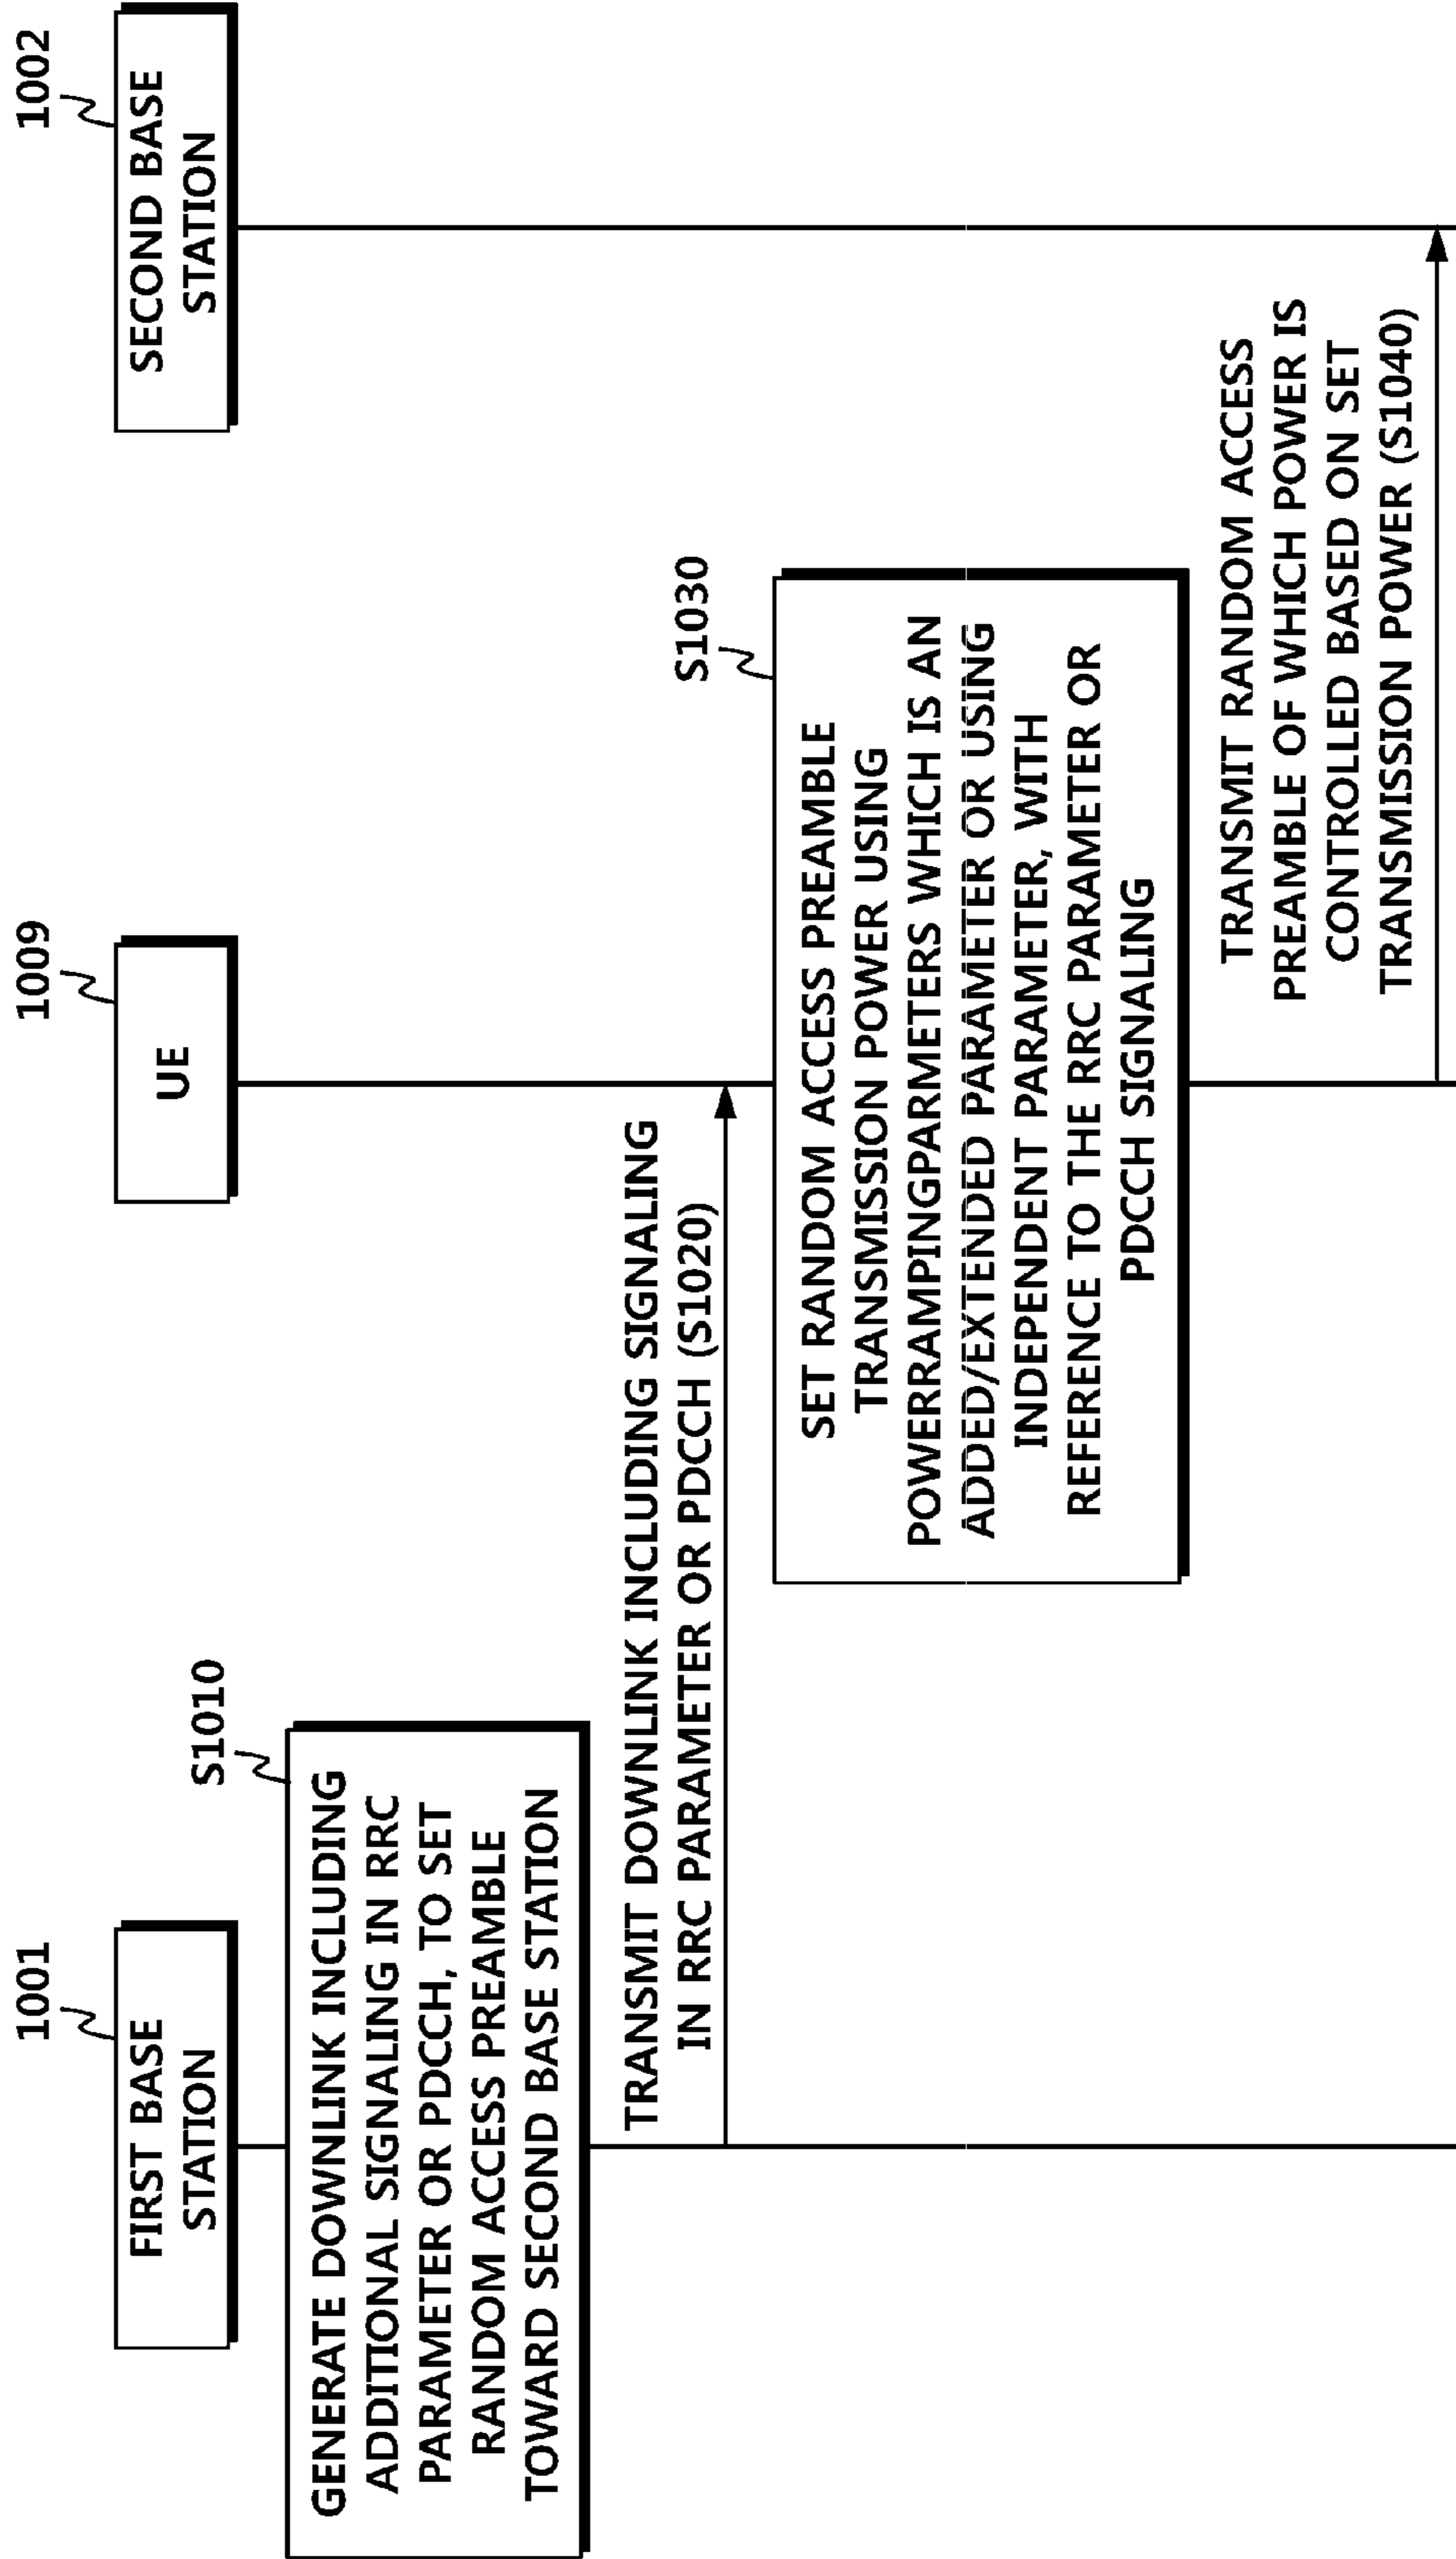 1001
FIRST BASE
STATION
1009
UE
1002
SECOND BASE
STATION
S1010
GENERATE DOWNLINK INCLUDING
ADDITIONAL SIGNALING IN RRC
PARAMETER OR PDCCH, TO SET
RANDOM ACCESS PREAMBLE
TOWARD SECOND BASE STATION
TRANSMIT DOWNLINK INCLUDING SIGNALING
IN RRC PARAMETER OR PDCCH (S1020)
S1030
SET RANDOM ACCESS PREAMBLE
TRANSMISSION POWER USING
POWERRAMPINGPARMETERS WHICH IS AN
ADDED/EXTENDED PARAMETER OR USING
INDEPENDENT PARAMETER, WITH
REFERENCE TO THE RRC PARAMETER OR
PDCCH SIGNALING
TRANSMIT RANDOM ACCESS
PREAMBLE OF WHICH POWER IS
CONTROLLED BASED ON SET
TRANSMISSION POWER (S1040)